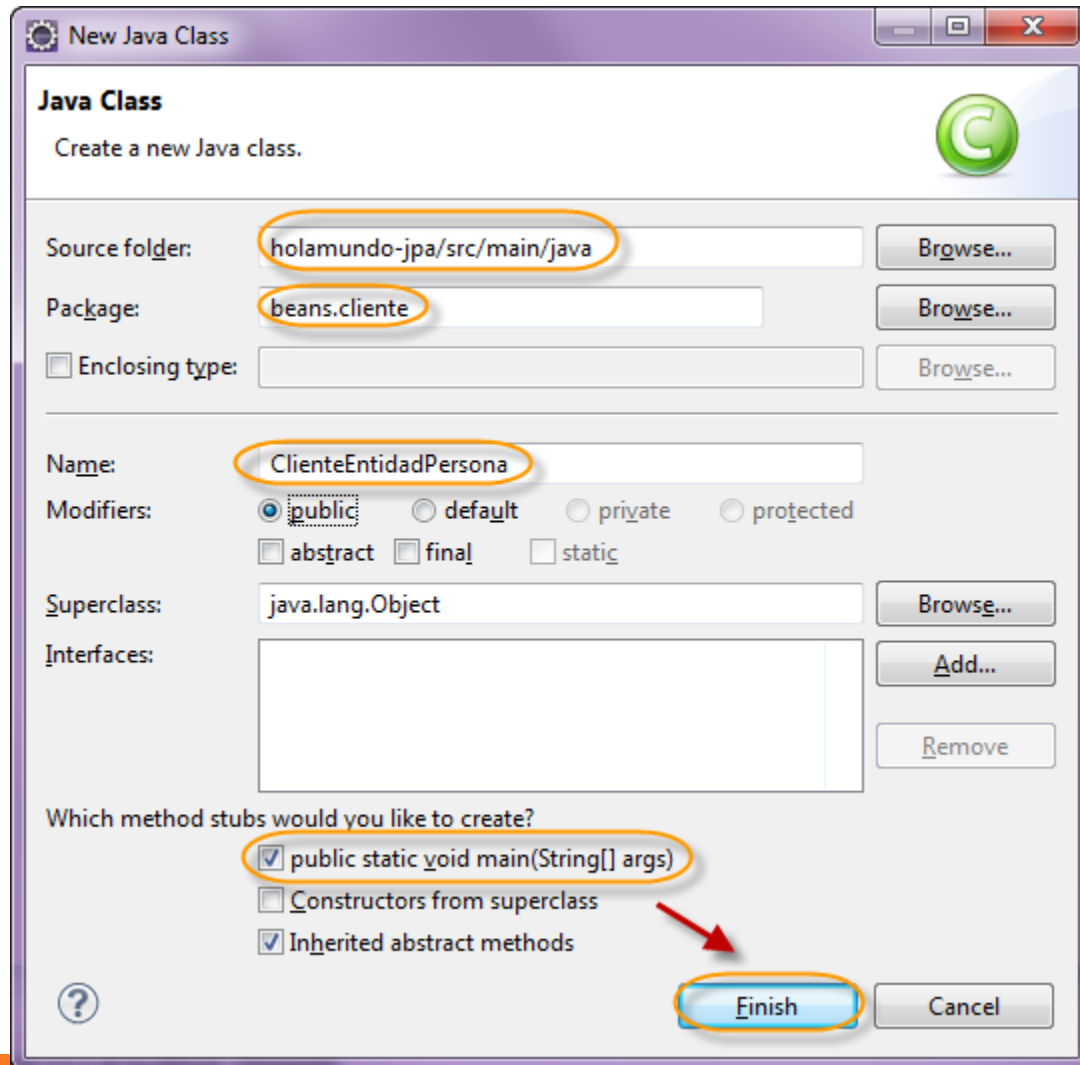 New Java Class
Java Class
Create a new Java class.
Source folder: holamundo-jpa/src/main/java Browse...
Package: beans.cliente Browse...
Enclosing type: Browse...
Name: ClienteEntidadPersona
Modifiers: public default private protected
abstract final static
Superclass: java.lang.Object Browse...
Interfaces: Add...
Remove
Which method stubs would you like to create?
public static void main(String[] args)
Constructors from superclass
Inherited abstract methods
? Finish Cancel